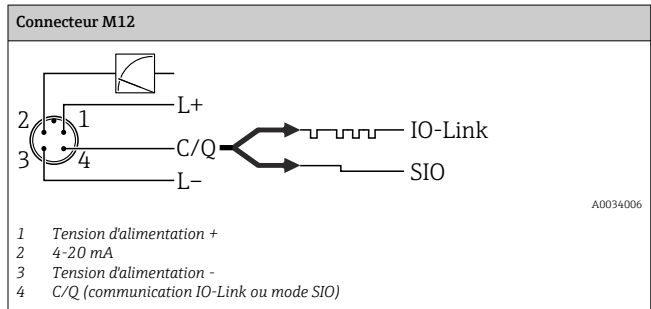 Connecteur M12
2
1
3
4
L+
C/Q
L−
IO-Link
SIO
A0034006
1 Tension d'alimentation +
2 4-20 mA
3 Tension d'alimentation -
4 C/Q (communication IO-Link ou mode SIO)